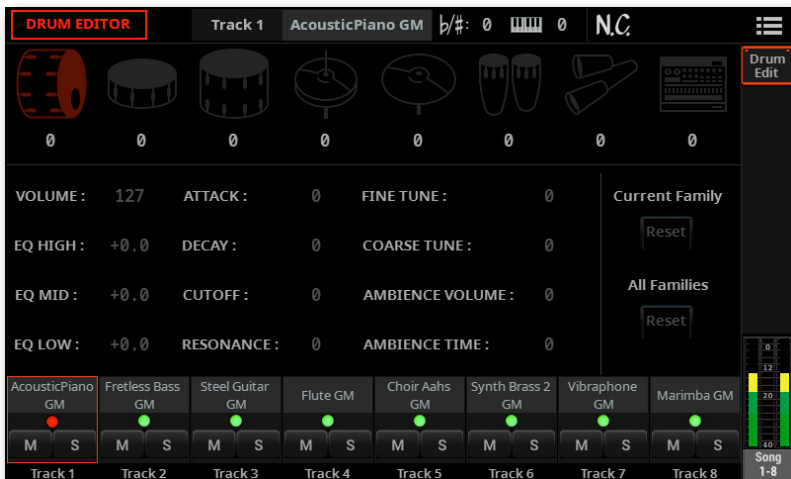 DRUM EDITOR Track 1 AcousticPiano GM ♭/#: 0 0 N.C.
Drum
Edit
0 0 0 0 0 0 0 0
VOLUME : 127 ATTACK : 0 FINE TUNE : 0 Current Family
Reset
EQ HIGH : +0.0 DECAY : 0 COARSE TUNE : 0
EQ MID : +0.0 CUTOFF : 0 AMBIENCE VOLUME : 0 All Families
Reset
EQ LOW : +0.0 RESONANCE : 0 AMBIENCE TIME : 0
0
12
20
40
AcousticPiano GM
Fretless Bass GM
Steel Guitar GM
Flute GM
Choir Aahs GM
Synth Brass 2 GM
Vibraphone GM
Marimba GM
M S M S M S M S M S M S M S M S
Track 1 Track 2 Track 3 Track 4 Track 5 Track 6 Track 7 Track 8
Song
1-8